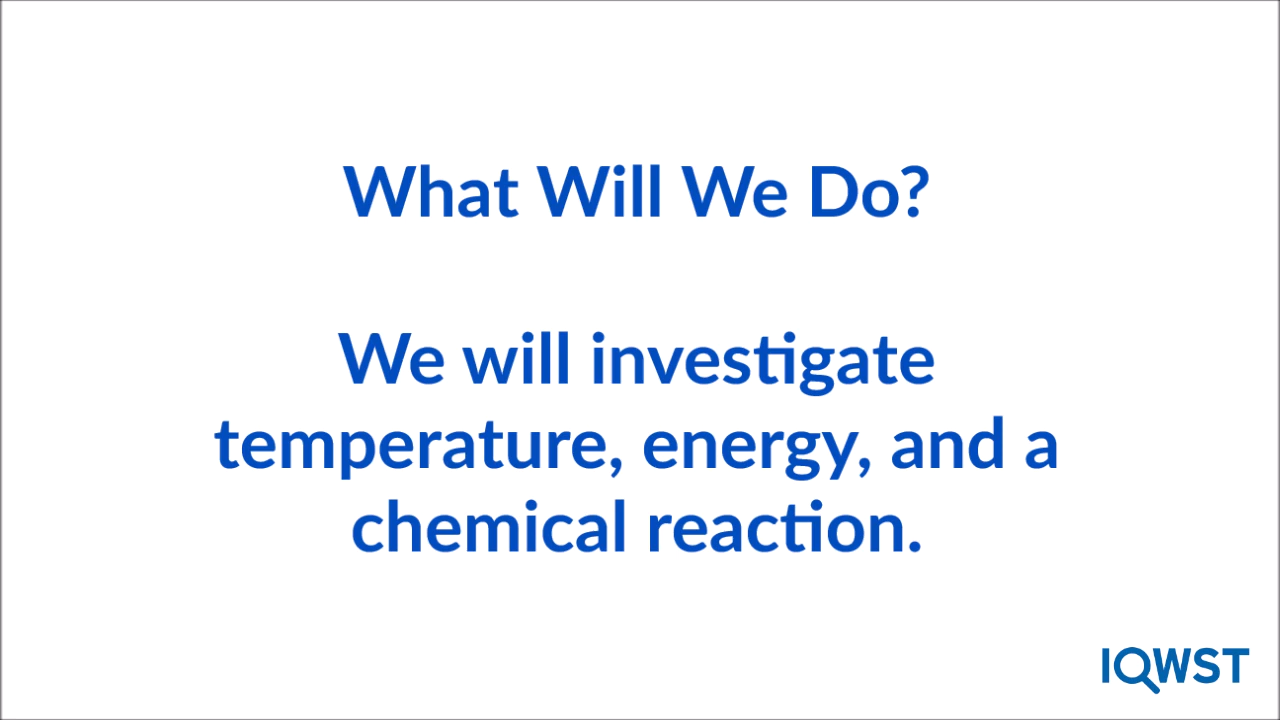 What Will We Do?
We will investigate
temperature, energy, and a
chemical reaction.
IQWST